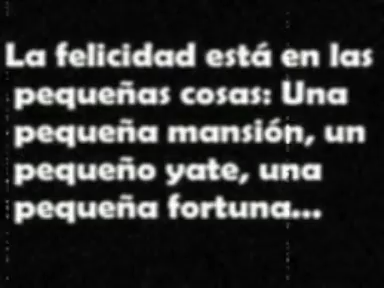 La felicidad está en las
pequeñas cosas: Una
pequeña mansión, un
pequeño yate, una
pequeña fortuna...